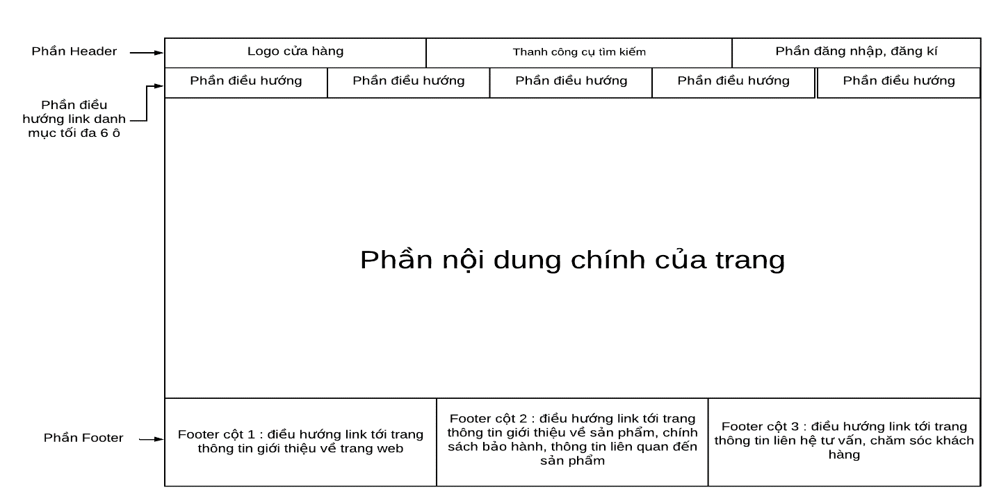 Phần Header
Logo cửa hàng
Thanh công cụ tìm kiếm
Phần đăng nhập, đăng kí
Phần điều hướng
Phần điều hướng
Phần điều hướng
Phần điều hướng
Phần điều hướng
Phần điều
hướng link danh
mục tối đa 6 ô
Phần nội dung chính của trang
Phần Footer
Footer cột 1 : điều hướng link tới trang
thông tin giới thiệu về trang web
Footer cột 2 : điều hướng link tới trang
thông tin giới thiệu về sản phẩm, chính
sách bảo hành, thông tin liên quan đến
sản phẩm
Footer cột 3 : điều hướng link tới trang
thông tin liên hệ tư vấn, chăm sóc khách
hàng